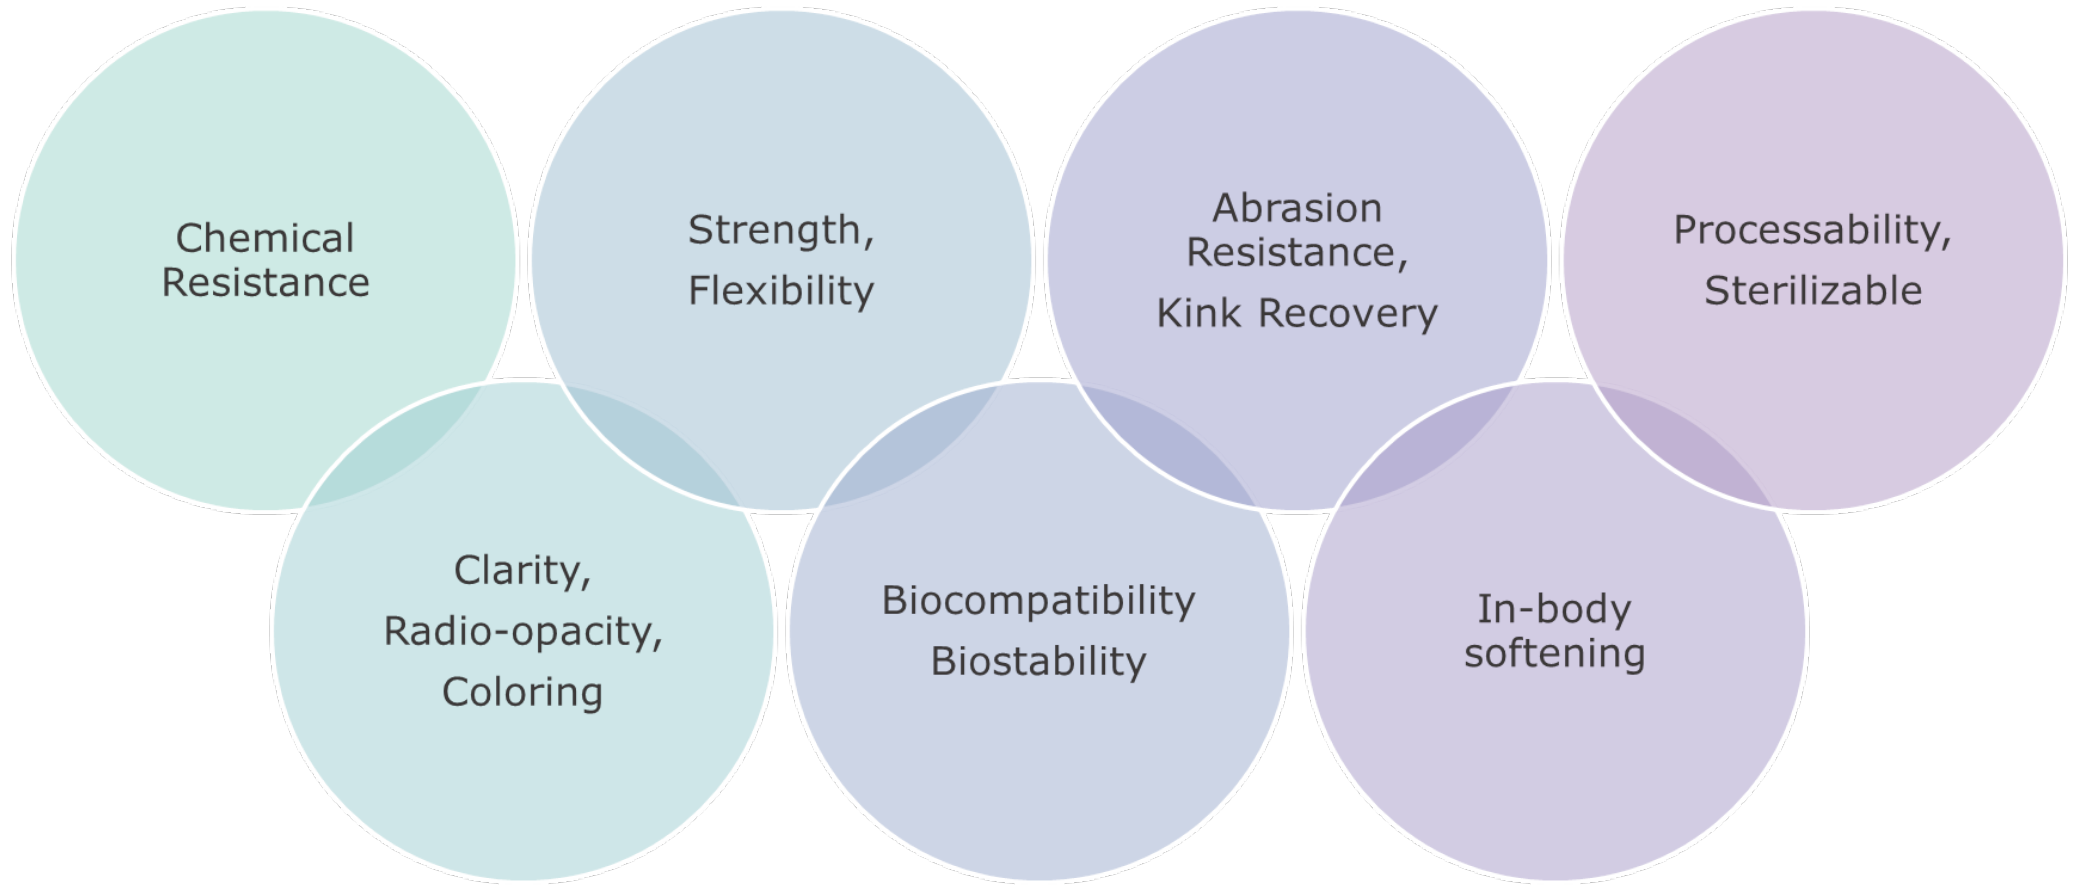 Chemical
Resistance
Strength,
Flexibility
Abrasion
Resistance,
Kink Recovery
Processability,
Sterilizable
Clarity,
Radio-opacity,
Coloring
Biocompatibility
Biostability
In-body
softening